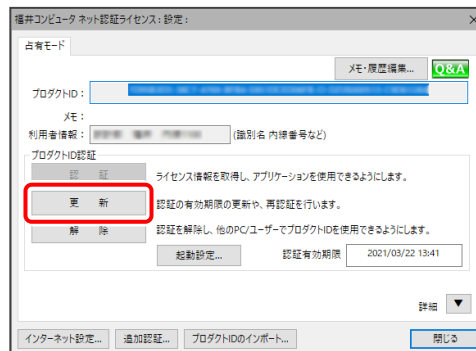 福井コンピュータ ネット認証ライセンス：設定：
占有モード
メモ・履歴編集... Q&A
プロダクトID：
メモ：
利用者情報： (識別名 内線番号など)
プロダクトID認証
認 証 ライセンス情報を取得し、アプリケーションを使用できるようにします。
更 新 認証の有効期限の更新や、再認証を行います。
解 除 認証を解除し、他のPC/ユーザーでプロダクトIDを使用できるようにします。
起動設定... 認証有効期限 2021/03/22 13:41
詳細 ▼
インターネット設定... 追加認証... プロダクトIDのインポート... 閉じる